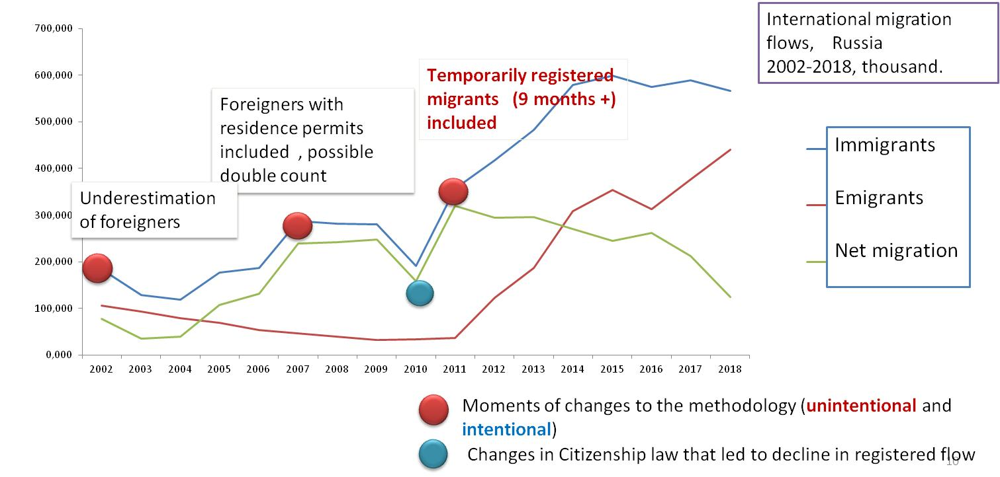 International migration
flows, Russia
2002-2018, thousand.
700,000
600,000
500,000
400,000
300,000
200,000
100,000
0,000
Temporarily registered
migrants (9 months +)
included
Foreigners with
residence permits
included , possible
double count
Underestimation
of foreigners
Immigrants
Emigrants
Net migration
2002 2003 2004 2005 2006 2007 2008 2009 2010 2011 2012 2013 2014 2015 2016 2017 2018
Moments of changes to the methodology (unintentional and
intentional)
Changes in Citizenship law that led to decline in registered flow
10